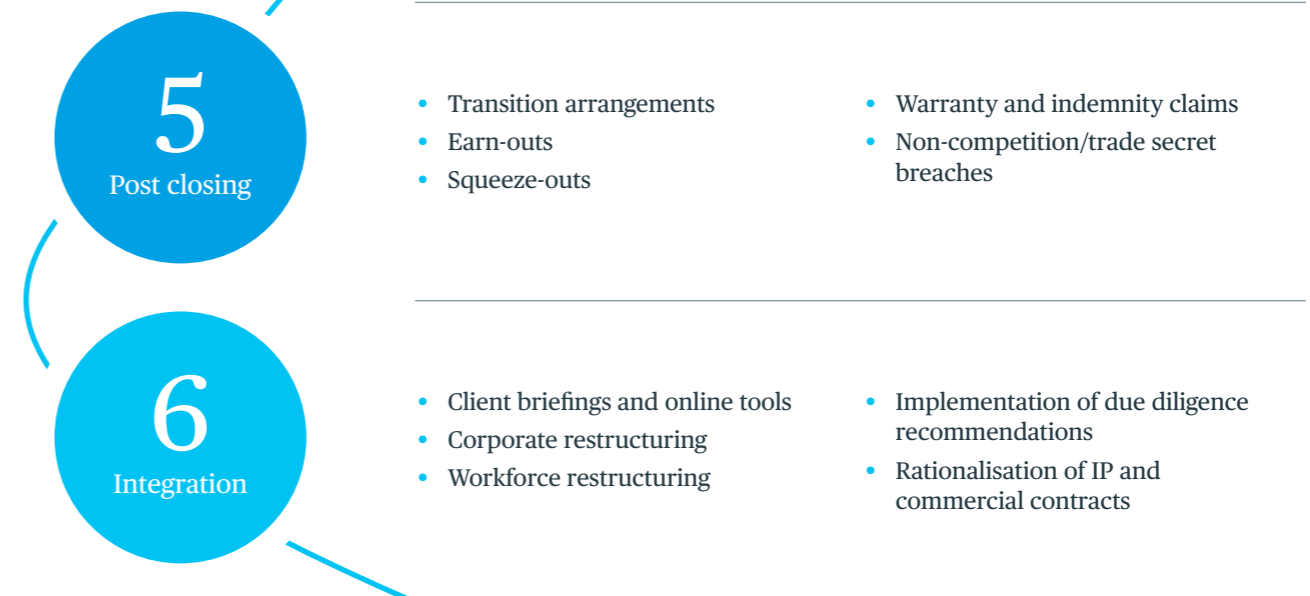 5
Post closing
• Transition arrangements
• Earn-outs
• Squeeze-outs
• Warranty and indemnity claims
• Non-competition/trade secret
breaches
6
Integration
• Client briefings and online tools
• Corporate restructuring
• Workforce restructuring
• Implementation of due diligence
recommendations
• Rationalisation of IP and
commercial contracts